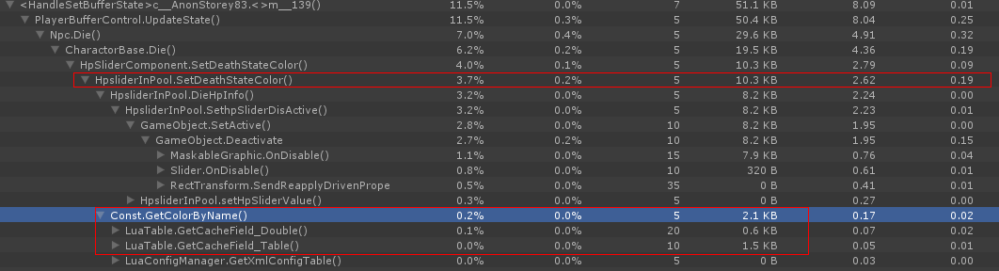 <HandleSetBufferState>c__AnonStorey83.<>m__139() 11.5% 0.0% 7 51.1 KB 8.09 0.01
PlayerBufferControl.UpdateState() 11.5% 0.3% 5 50.4 KB 8.04 0.25
Npc.Die() 7.0% 0.4% 5 29.6 KB 4.91 0.32
CharactorBase.Die() 6.2% 0.2% 5 19.5 KB 4.36 0.19
HpSliderComponent.SetDeathStateColor() 4.0% 0.1% 5 10.3 KB 2.79 0.09
HpsliderInPool.SetDeathStateColor() 3.7% 0.2% 5 10.3 KB 2.62 0.19
HpsliderInPool.DieHpInfo() 3.2% 0.0% 5 8.2 KB 2.24 0.00
HpsliderInPool.SethpSliderDisActive() 3.2% 0.0% 5 8.2 KB 2.23 0.01
GameObject.SetActive() 2.8% 0.0% 10 8.2 KB 1.95 0.00
GameObject.Deactivate 2.7% 0.2% 10 8.2 KB 1.95 0.15
MaskableGraphic.OnDisable() 1.1% 0.0% 15 7.9 KB 0.76 0.04
Slider.OnDisable() 0.8% 0.0% 10 320 B 0.61 0.01
RectTransform.SendReapplyDrivenPrope 0.5% 0.0% 35 0 B 0.41 0.01
HpsliderInPool.setHpSliderValue() 0.3% 0.0% 5 0 B 0.27 0.00
Const.GetColorByName() 0.2% 0.0% 5 2.1 KB 0.17 0.02
LuaTable.GetCacheField_Double() 0.1% 0.0% 20 0.6 KB 0.07 0.02
LuaTable.GetCacheField_Table() 0.0% 0.0% 10 1.5 KB 0.05 0.01
LuaConfigManager.GetXmlConfigTable() 0.0% 0.0% 5 0 B 0.03 0.00